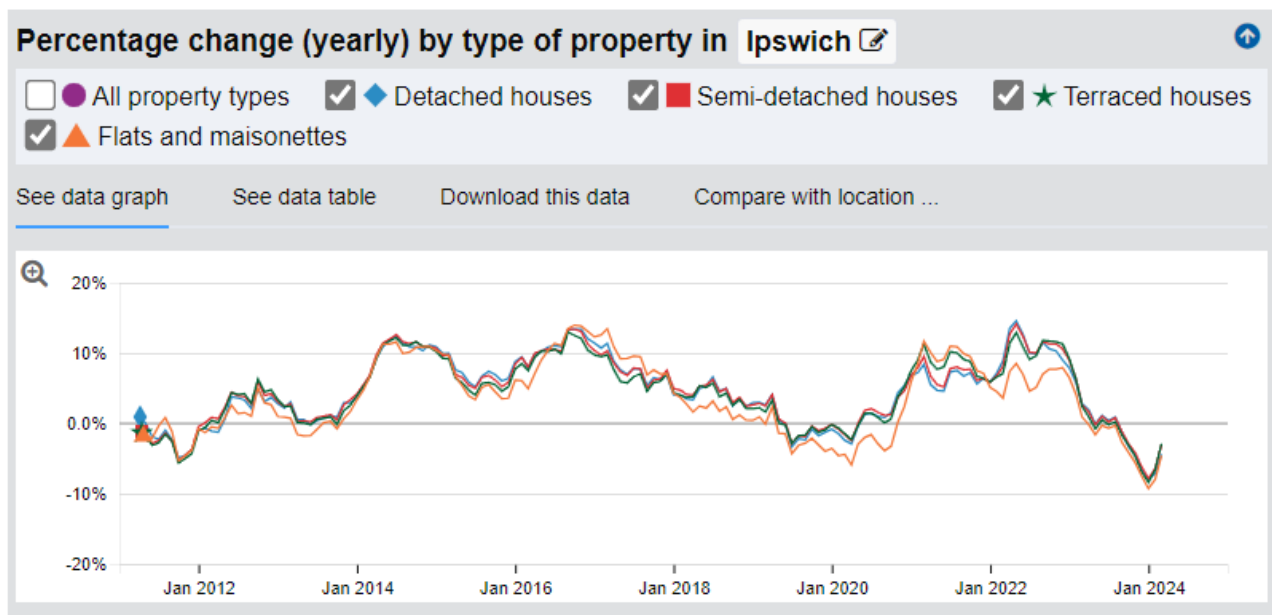 Percentage change (yearly) by type of property in Ipswich
All property types Detached houses Semi-detached houses Terraced houses
Flats and maisonettes
See data graph See data table Download this data Compare with location ...
20%
10%
0.0%
-10%
-20%
Jan 2012 Jan 2014 Jan 2016 Jan 2018 Jan 2020 Jan 2022 Jan 2024